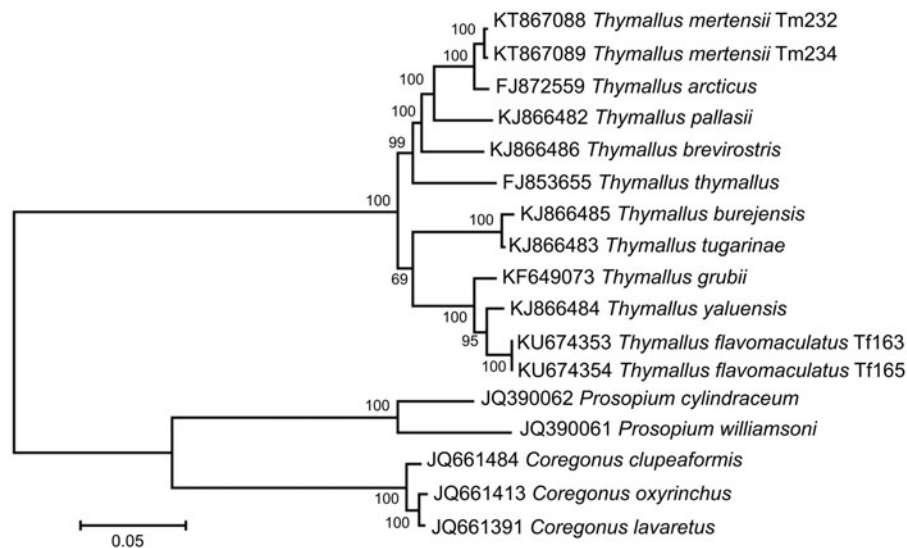 KT867088 Thymallus mertensii Tm232
100
KT867089 Thymallus mertensii Tm234
100
FJ872559 Thymallus arcticus
100
KJ866482 Thymallus pallasii
99
KJ866486 Thymallus brevirostris
FJ853655 Thymallus thymallus
100
100
KJ866485 Thymallus burejensis
KJ866483 Thymallus tugarinae
69
KF649073 Thymallus grubii
KJ866484 Thymallus yaluensis
100
95
KU674353 Thymallus flavomaculatus Tf163
100
KU674354 Thymallus flavomaculatus Tf165
JQ390062 Prosopium cylindraceum
100
JQ390061 Prosopium williamsoni
JQ661484 Coregonus clupeaformis
100
JQ661413 Coregonus oxyrinchus
100
JQ661391 Coregonus lavaretus
0.05